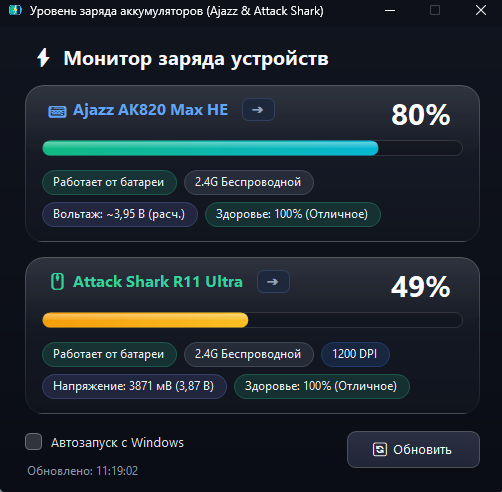 Уровень заряда аккумуляторов (Ajazz & Attack Shark)
Монитор заряда устройств
Ajazz AK820 Max HE ➔ 80%
Работает от батареи 2.4G Беспроводной
Вольтаж: ~3,95 В (расч.) Здоровье: 100% (Отличное)
Attack Shark R11 Ultra ➔ 49%
Работает от батареи 2.4G Беспроводной 1200 DPI
Напряжение: 3871 мВ (3,87 В) Здоровье: 100% (Отличное)
Автозапуск с Windows
Обновить
Обновлено: 11:19:02